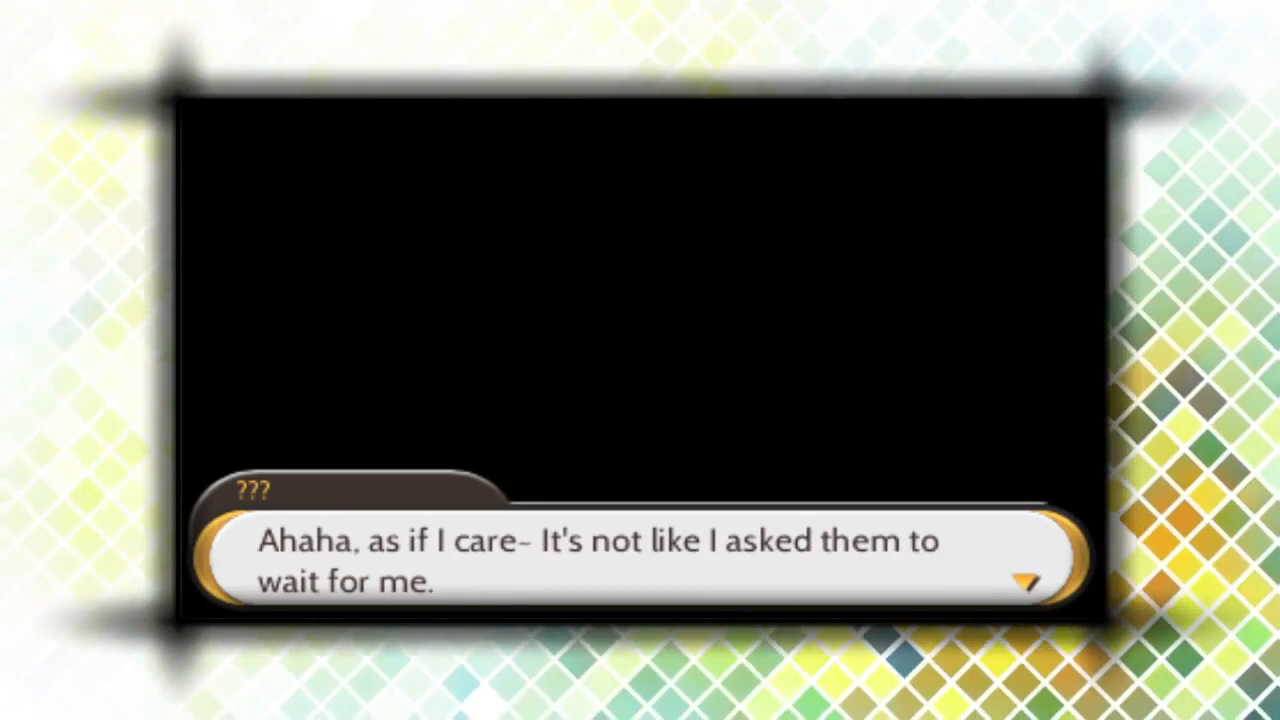 ???
Ahaha, as if I care~ It's not like I asked them to
wait for me.